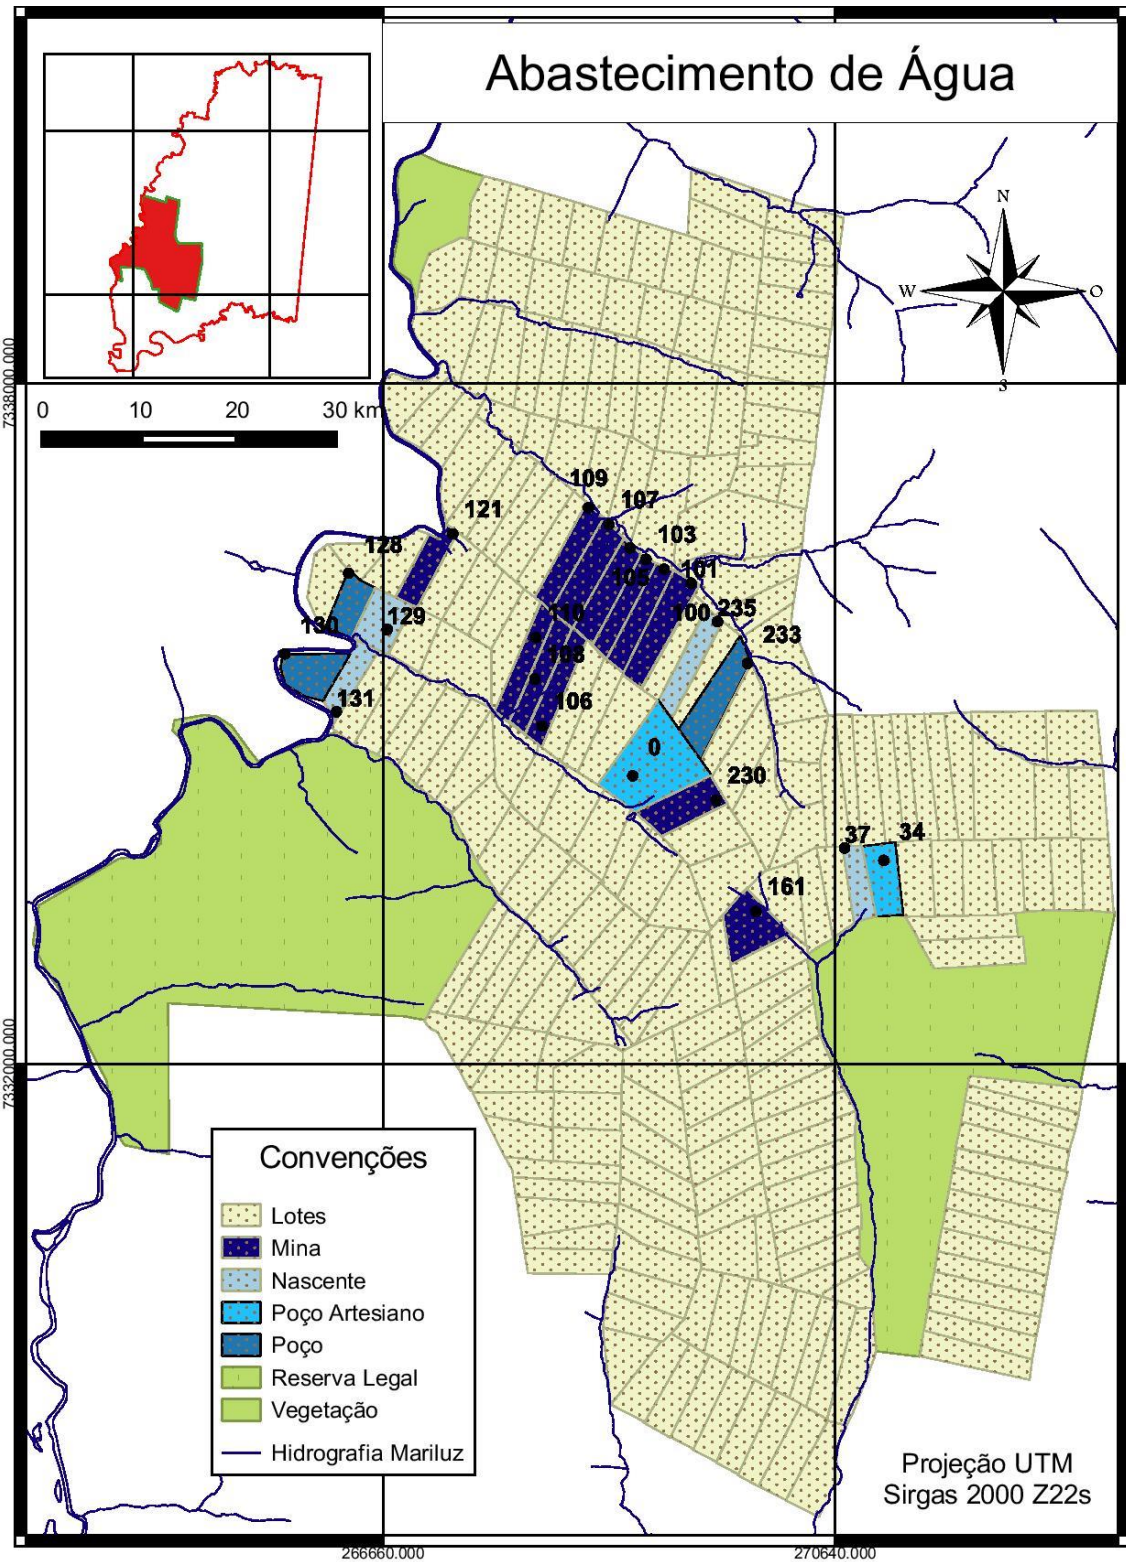 Abastecimento de Água
N
W
O
S
7338000.000
0 10 20 30 km
109
107
121
103
128
105
101
110
100
235
129
130
233
108
131
106
0
230
37
34
161
7332000.000
Convenções
Lotes
Mina
Nascente
Poço Artesiano
Poço
Reserva Legal
Vegetação
Hidrografia Mariluz
Projeção UTM
Sirgas 2000 Z22s
266660.000
270640.000